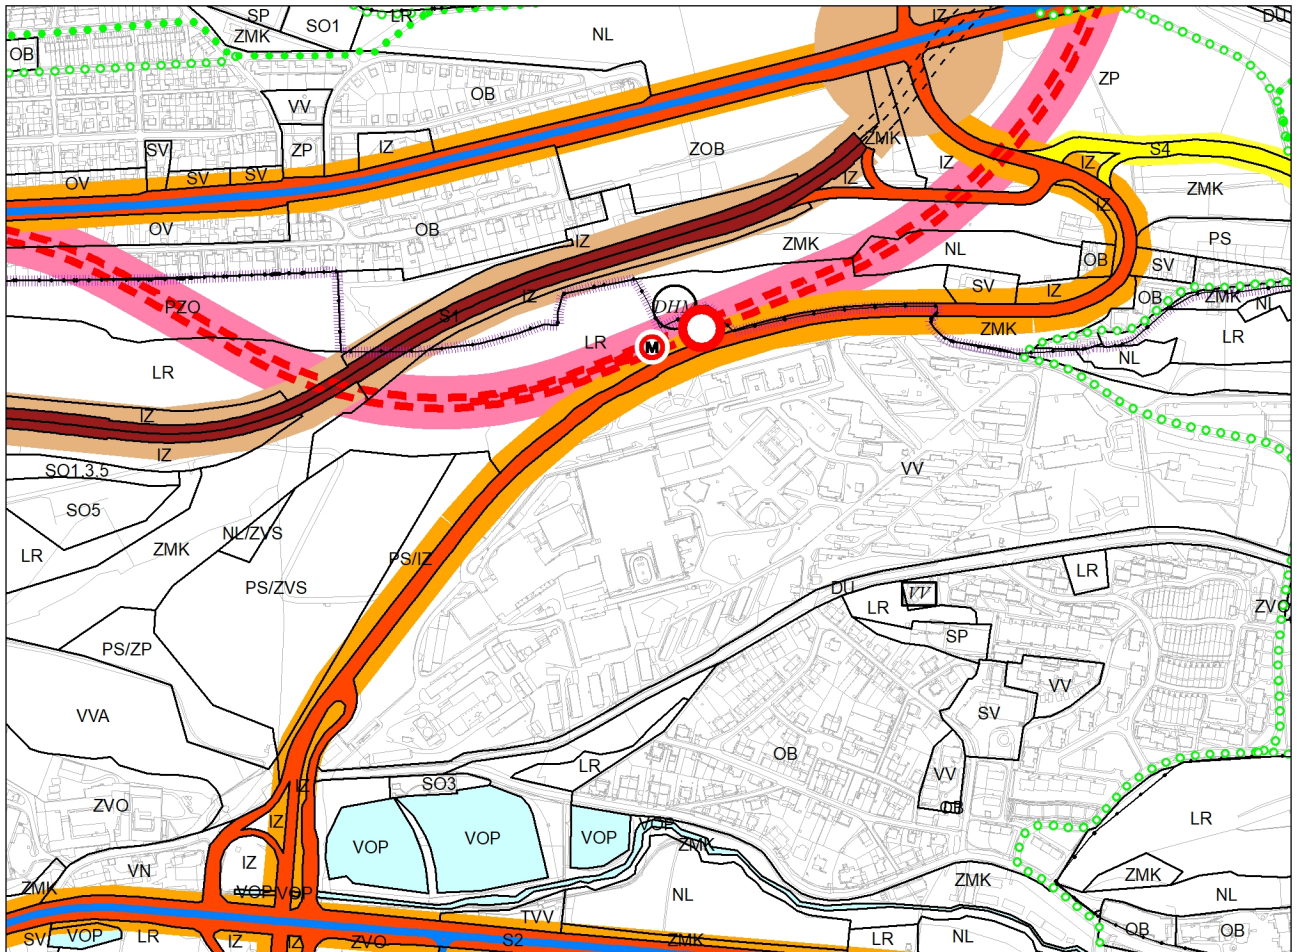 SP
SO1
LR
IZ
DU
ZMK
NL
OB
ZP
OB
VV
SV
ZP
IZ
ZOB
ZMK
S4
OV
SV
SV
IZ
IZ
IZ
ZMK
IZ
OV
OB
IZ
ZMK
NL
OB
PS
SV
PZO
IZ
SV
IZ
OB
ZMK
NL
S1
DHM
ZMK
LR
LR
M
NL
LR
IZ
IZ
SO1,3,5
VV
SO5
NL/ZVS
LR
ZMK
PS/IZ
PS/ZVS
DU
LR
VV
LR
ZVO
SP
PS/ZP
VV
VVA
SV
OB
LR
VV
IZ
SO3
ZVO
IZ
OB
LR
VOP
VOP
VOP
VOP
ZMK
IZ
VN
ZMK
ZMK
ZMK
VOP
VOP
NL
NL
TVV
SV
VOP
LR
IZ
IZ
ZVO
S2
ZMK
LR
NL
OB
OB